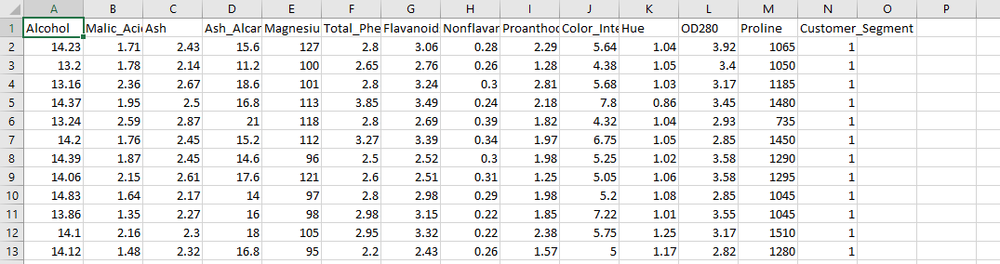 A B C D E F G H I J K L M N O P
1 Alcohol Malic_Aci Ash Ash_Alcar Magnesiu Total_Phe Flavanoid Nonflavar Proanthoc Color_Inte Hue OD280 Proline Customer_Segment
2 14.23 1.71 2.43 15.6 127 2.8 3.06 0.28 2.29 5.64 1.04 3.92 1065 1
3 13.2 1.78 2.14 11.2 100 2.65 2.76 0.26 1.28 4.38 1.05 3.4 1050 1
4 13.16 2.36 2.67 18.6 101 2.8 3.24 0.3 2.81 5.68 1.03 3.17 1185 1
5 14.37 1.95 2.5 16.8 113 3.85 3.49 0.24 2.18 7.8 0.86 3.45 1480 1
6 13.24 2.59 2.87 21 118 2.8 2.69 0.39 1.82 4.32 1.04 2.93 735 1
7 14.2 1.76 2.45 15.2 112 3.27 3.39 0.34 1.97 6.75 1.05 2.85 1450 1
8 14.39 1.87 2.45 14.6 96 2.5 2.52 0.3 1.98 5.25 1.02 3.58 1290 1
9 14.06 2.15 2.61 17.6 121 2.6 2.51 0.31 1.25 5.05 1.06 3.58 1295 1
10 14.83 1.64 2.17 14 97 2.8 2.98 0.29 1.98 5.2 1.08 2.85 1045 1
11 13.86 1.35 2.27 16 98 2.98 3.15 0.22 1.85 7.22 1.01 3.55 1045 1
12 14.1 2.16 2.3 18 105 2.95 3.32 0.22 2.38 5.75 1.25 3.17 1510 1
13 14.12 1.48 2.32 16.8 95 2.2 2.43 0.26 1.57 5 1.17 2.82 1280 1